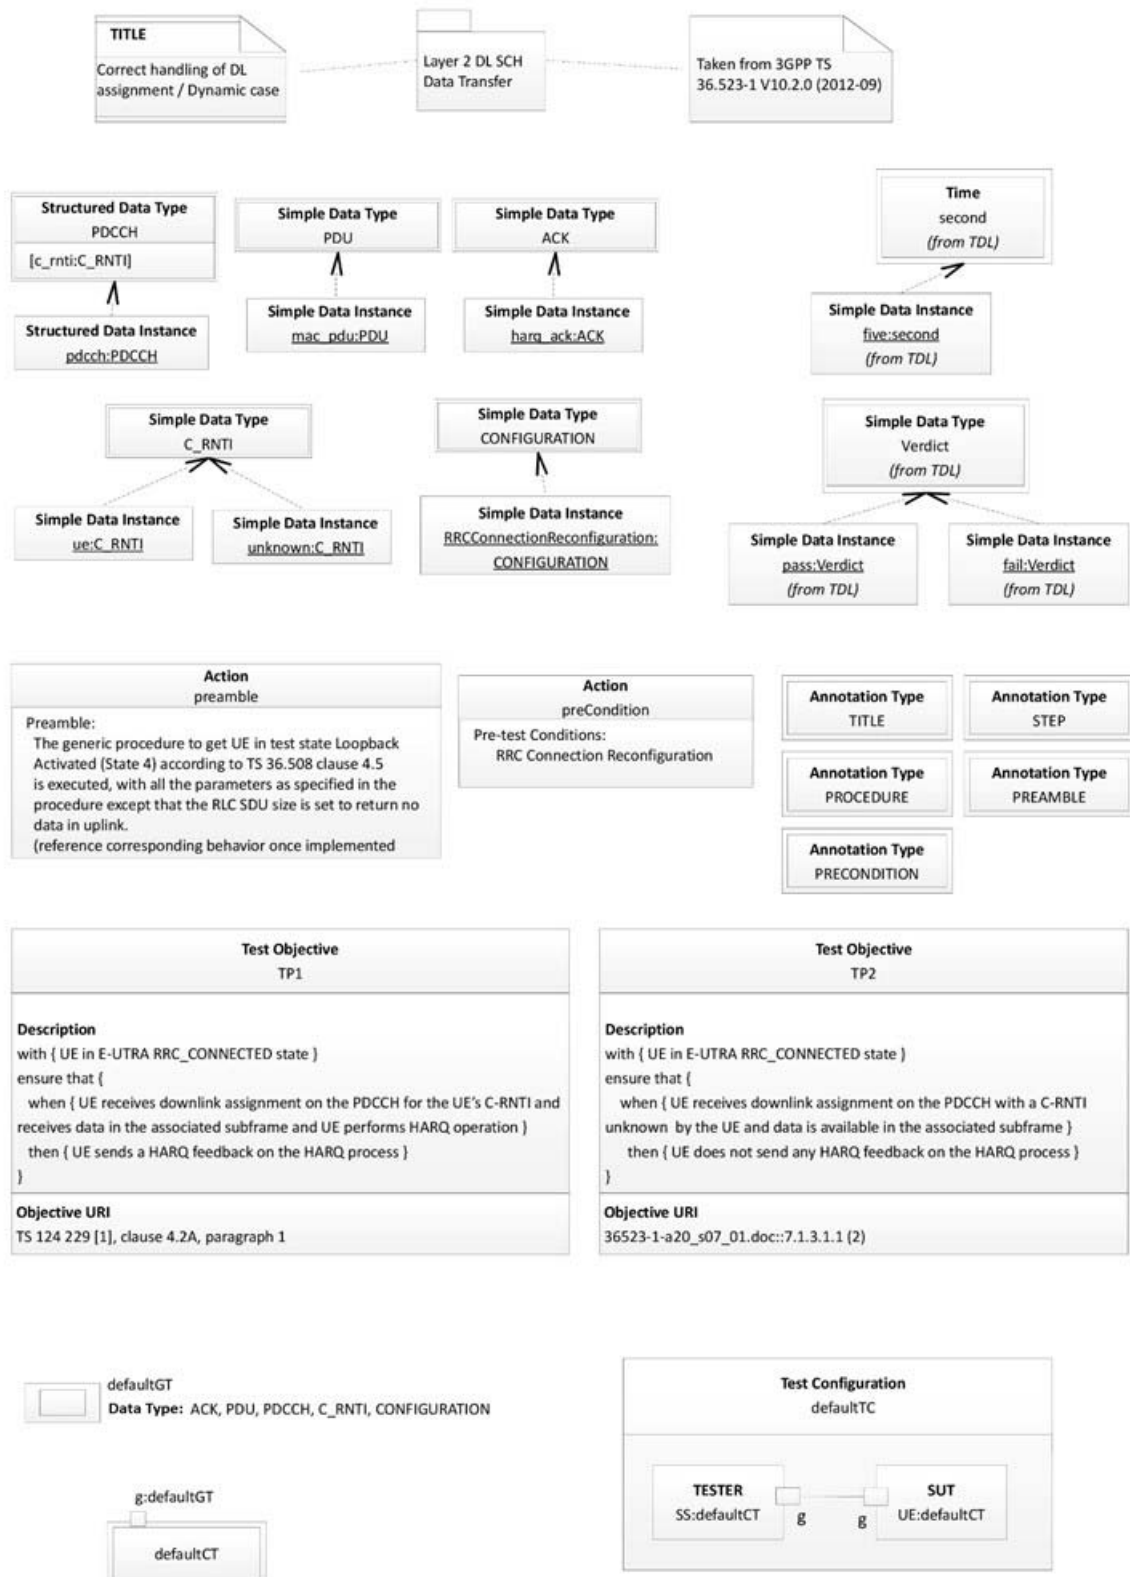 TITLE
Correct handling of DL
assignment / Dynamic case
Layer 2 DL SCH
Data Transfer
Taken from 3GPP TS
36.523-1 V10.2.0 (2012-09)
Structured Data Type
PDCCH
[c_rnti:C_RNTI]
Structured Data Instance
pdcch:PDCCH
Simple Data Type
PDU
Simple Data Instance
mac_pdu:PDU
Simple Data Type
ACK
Simple Data Instance
harq_ack:ACK
Time
second
(from TDL)
Simple Data Instance
five:second
(from TDL)
Simple Data Type
C_RNTI
Simple Data Instance
ue:C_RNTI
Simple Data Instance
unknown:C_RNTI
Simple Data Type
CONFIGURATION
Simple Data Instance
RRCConnectionReconfiguration:
CONFIGURATION
Simple Data Type
Verdict
(from TDL)
Simple Data Instance
pass:Verdict
(from TDL)
Simple Data Instance
fail:Verdict
(from TDL)
Action
preamble
Preamble:
The generic procedure to get UE in test state Loopback
Activated (State 4) according to TS 36.508 clause 4.5
is executed, with all the parameters as specified in the
procedure except that the RLC SDU size is set to return no
data in uplink.
(reference corresponding behavior once implemented
Action
preCondition
Pre-test Conditions:
RRC Connection Reconfiguration
Annotation Type
TITLE
Annotation Type
STEP
Annotation Type
PROCEDURE
Annotation Type
PREAMBLE
Annotation Type
PRECONDITION
Test Objective
TP1
Description
with { UE in E-UTRA RRC_CONNECTED state }
ensure that {
when { UE receives downlink assignment on the PDCCH for the UE's C-RNTI and
receives data in the associated subframe and UE performs HARQ operation }
then { UE sends a HARQ feedback on the HARQ process }
}
Objective URI
TS 124 229 [1], clause 4.2A, paragraph 1
Test Objective
TP2
Description
with { UE in E-UTRA RRC_CONNECTED state }
ensure that {
when { UE receives downlink assignment on the PDCCH with a C-RNTI
unknown by the UE and data is available in the associated subframe }
then { UE does not send any HARQ feedback on the HARQ process }
}
Objective URI
36523-1-a20_s07_01.doc::7.1.3.1.1 (2)
defaultGT
Data Type: ACK, PDU, PDCCH, C_RNTI, CONFIGURATION
g:defaultGT
defaultCT
Test Configuration
defaultTC
TESTER
SS:defaultCT
g
g
SUT
UE:defaultCT